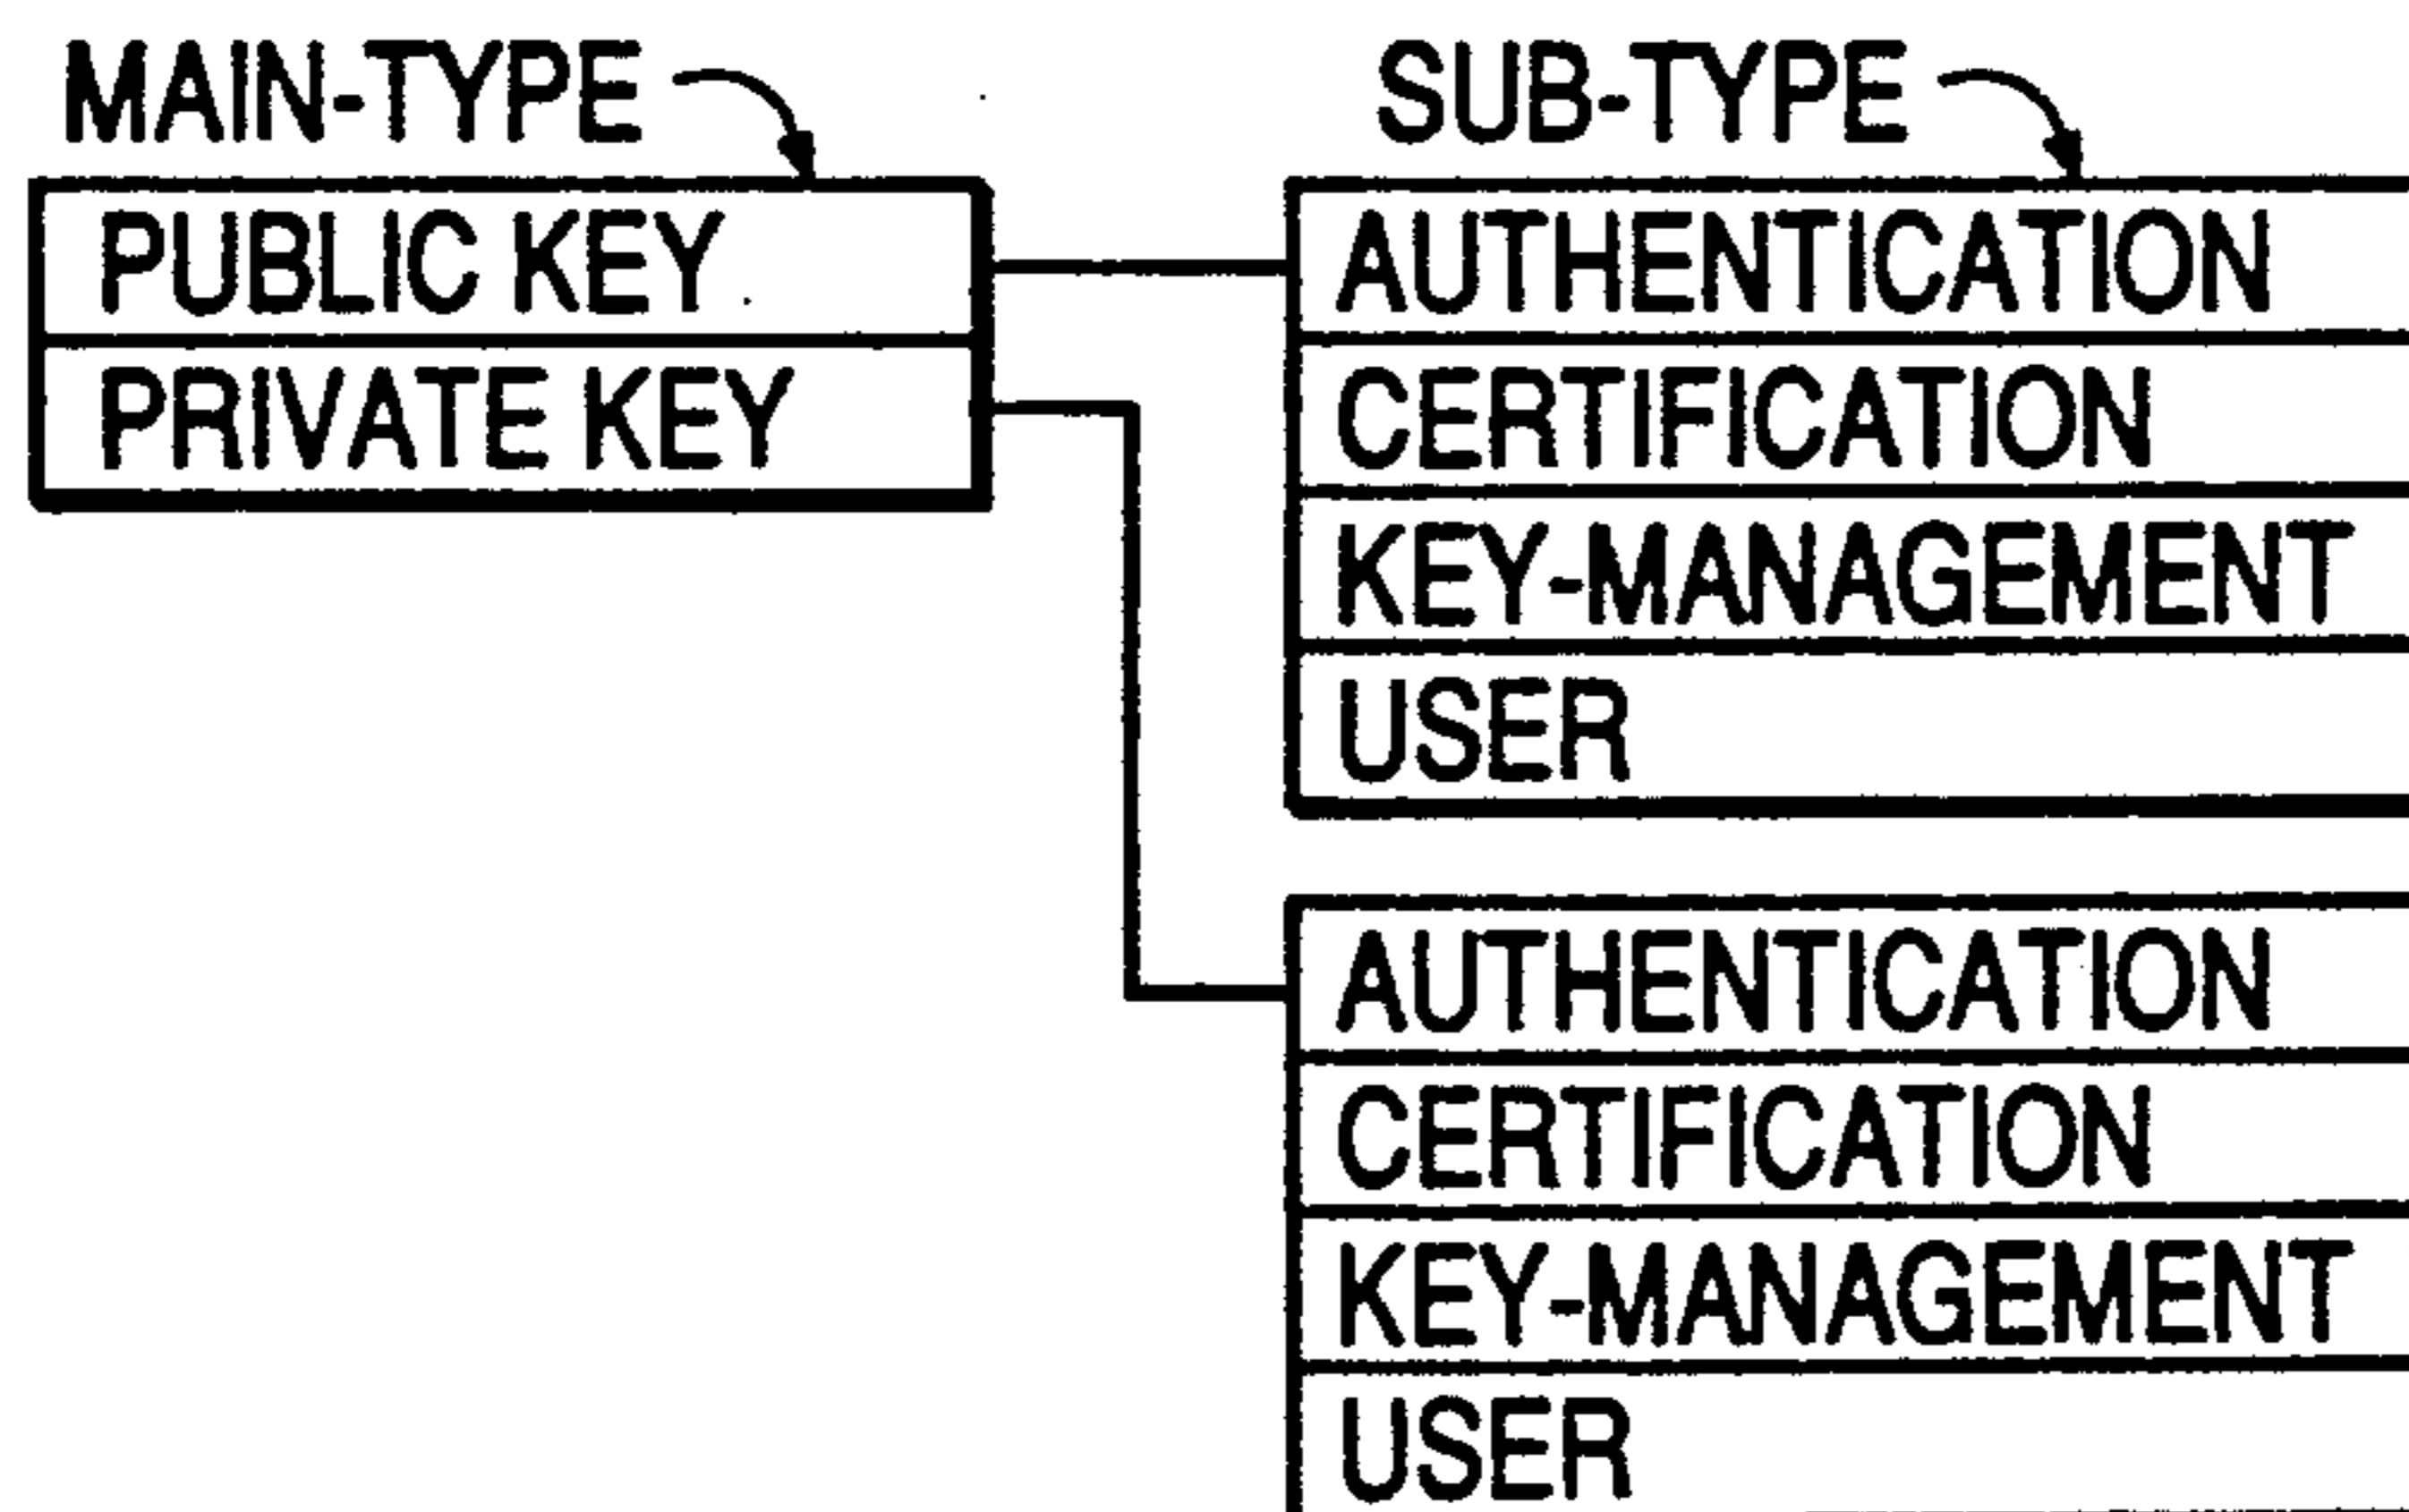 MAIN-TYPE
SUB-TYPE
PUBLIC KEY
PRIVATE KEY
AUTHENTICATION
CERTIFICATION
KEY-MANAGEMENT
USER
AUTHENTICATION
CERTIFICATION
KEY-MANAGEMENT
USER